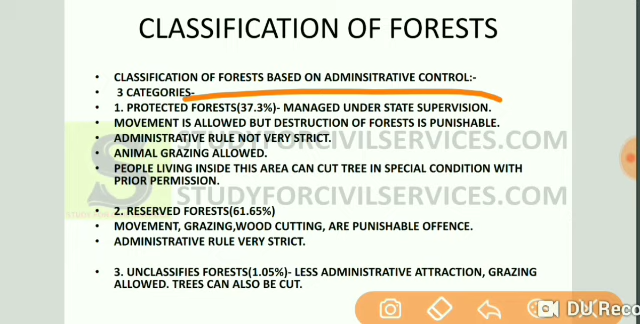 CLASSIFICATION OF FORESTS
• CLASSIFICATION OF FORESTS BASED ON ADMINSITRATIVE CONTROL:-
• 3 CATEGORIES-
• 1. PROTECTED FORESTS(37.3%)- MANAGED UNDER STATE SUPERVISION.
• MOVEMENT IS ALLOWED BUT DESTRUCTION OF FORESTS IS PUNISHABLE.
• ADMINISTRATIVE RULE NOT VERY STRICT.
• ANIMAL GRAZING ALLOWED.
• PEOPLE LIVING INSIDE THIS AREA CAN CUT TREE IN SPECIAL CONDITION WITH
PRIOR PERMISSION.
• 2. RESERVED FORESTS(61.65%)
• MOVEMENT, GRAZING,WOOD CUTTING, ARE PUNISHABLE OFFENCE.
• ADMINISTRATIVE RULE VERY STRICT.
• 3. UNCLASSIFIES FORESTS(1.05%)- LESS ADMINISTRATIVE ATTRACTION, GRAZING
ALLOWED. TREES CAN ALSO BE CUT.
STUDYFORCIVILSERVICES.COM
STUDYFORCIVILSERVICES.COM
DU Reco